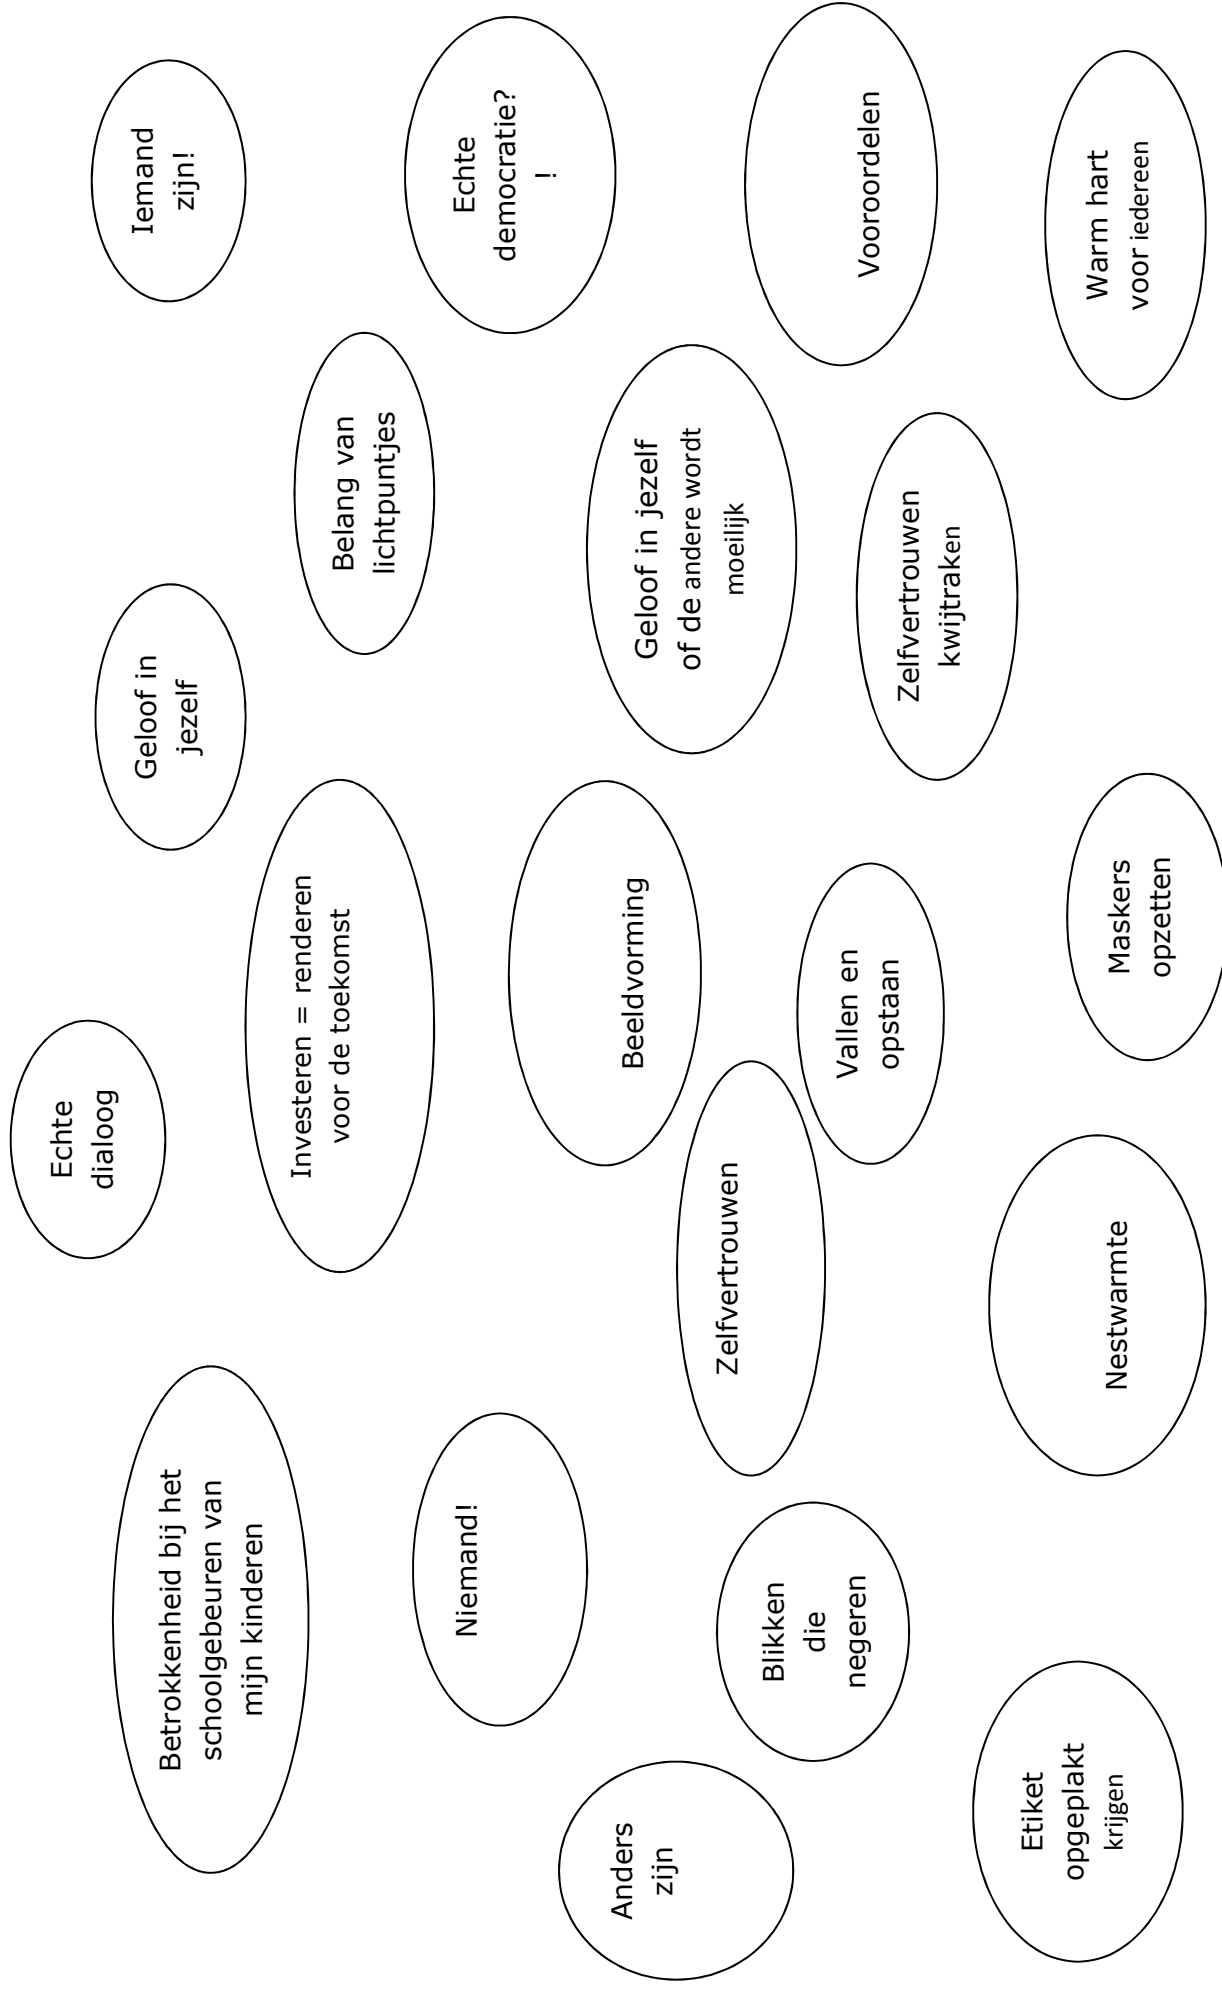 Betrokkenheid bij het
schoolgebeuren van
mijn kinderen
Echte
dialoog
Geloof in
jezelf
Iemand
zijn!
Investeren = renderen
voor de toekomst
Belang van
lichtpuntjes
Niemand!
Echte
democratie?
!
Anders
zijn
Beeldvorming
Geloof in jezelf
of de andere wordt
moeilijk
Zelfvertrouwen
Blikken
die
negeren
Vallen en
opstaan
Vooroordelen
Zelfvertrouwen
kwijtraken
Etiket
opgeplakt
krijgen
Nestwarmte
Maskers
opzetten
Warm hart
voor iedereen